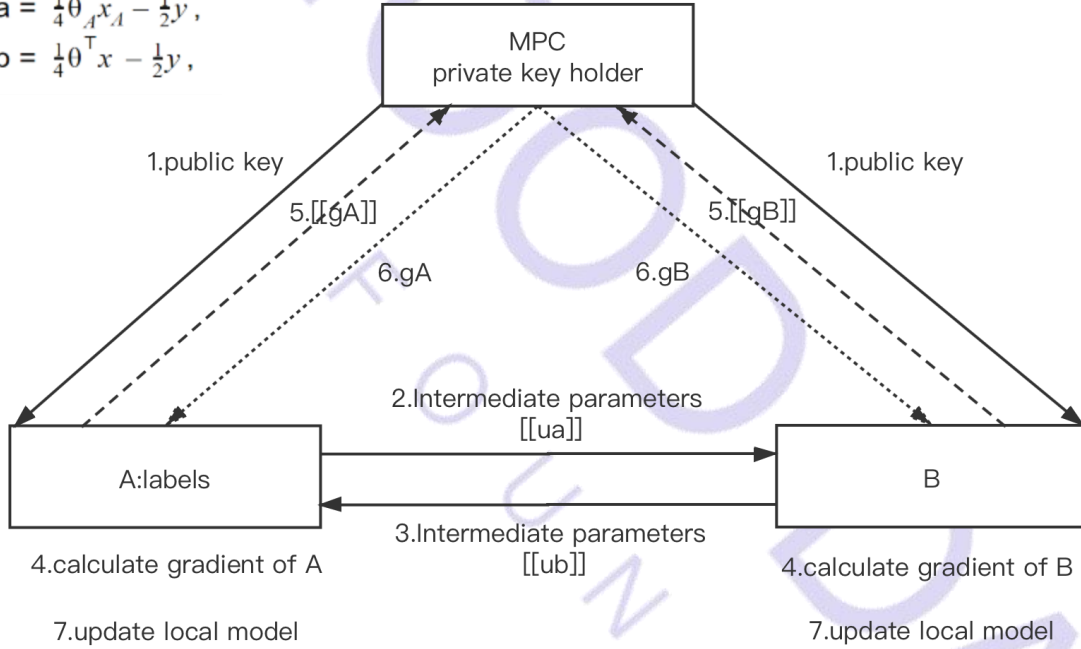 a = ¼θ_A x_A − ½y,
= ¼θ^⊤x − ½y,
MPC
private key holder
1.public key
1.public key
5.[[gA]]
5.[[gB]]
6.gA
6.gB
2.Intermediate parameters
[[ua]]
A:labels
B
3.Intermediate parameters
[[ub]]
4.calculate gradient of A
4.calculate gradient of B
7.update local model
7.update local model